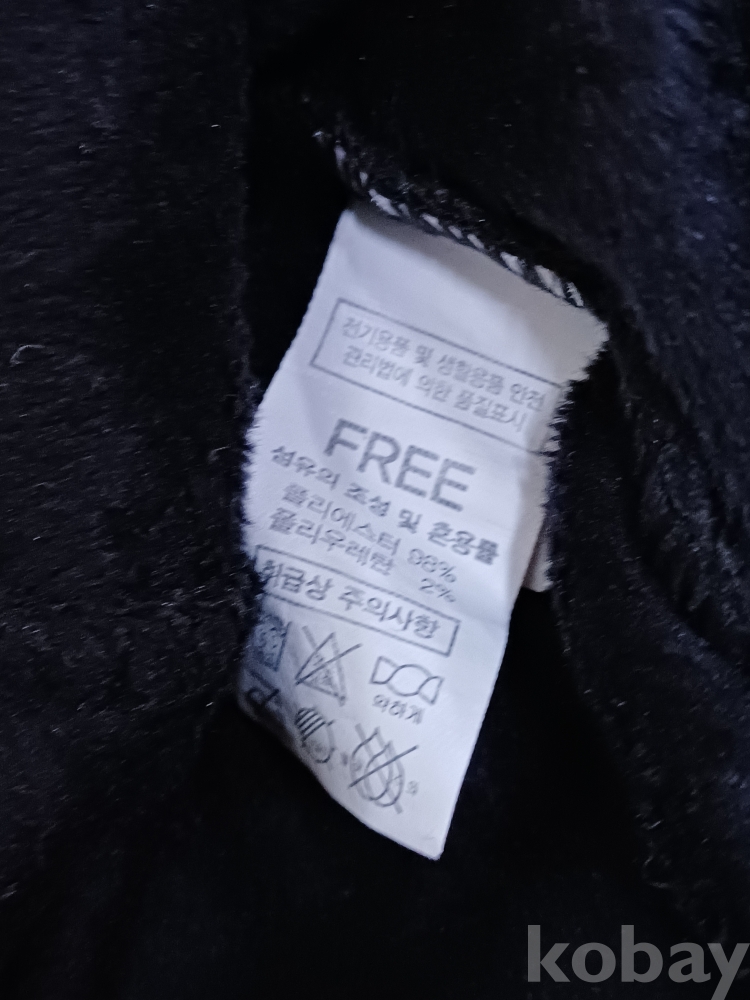 전기용품 및 생활용품 안전
관리법에 의한 품질표시
FREE
섬유의 조성 및 혼용률
폴리에스터 98%
폴리우레탄 2%
취급상 주의사항
약하게
kobay